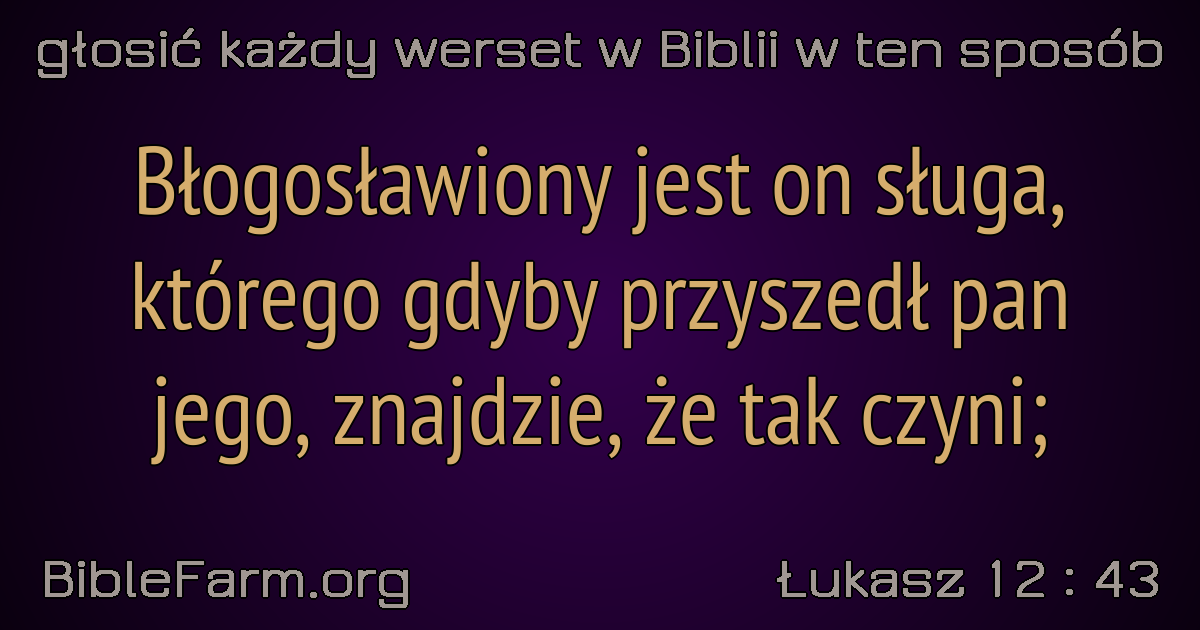 głosić każdy werset w Biblii w ten sposób
Błogosławiony jest on sługa,
którego gdyby przyszedł pan
jego, znajdzie, że tak czyni;
BibleFarm.org
Łukasz 12 : 43